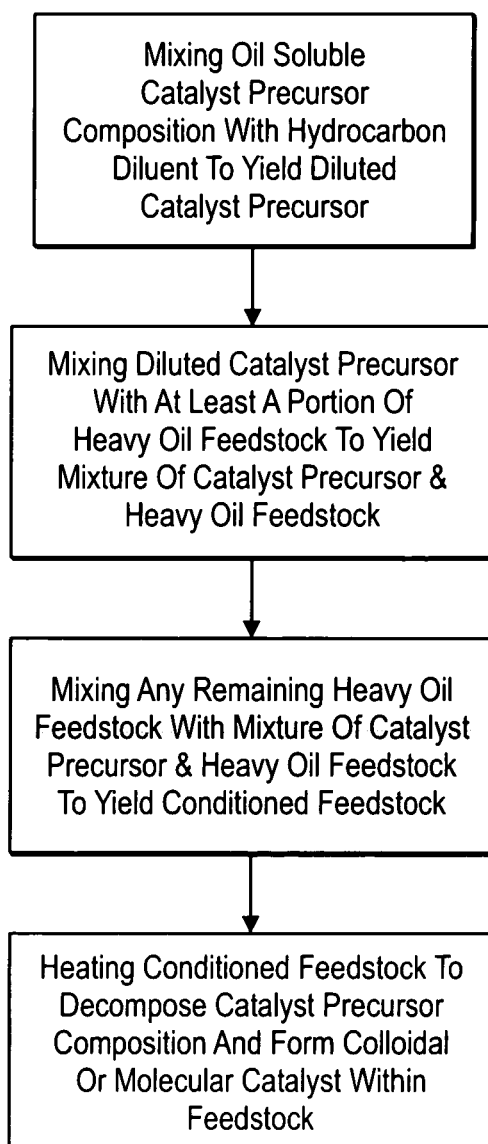 Mixing Oil Soluble
Catalyst Precursor
Composition With Hydrocarbon
Diluent To Yield Diluted
Catalyst Precursor
Mixing Diluted Catalyst Precursor
With At Least A Portion Of
Heavy Oil Feedstock To Yield
Mixture Of Catalyst Precursor &
Heavy Oil Feedstock
Mixing Any Remaining Heavy Oil
Feedstock With Mixture Of Catalyst
Precursor & Heavy Oil Feedstock
To Yield Conditioned Feedstock
Heating Conditioned Feedstock To
Decompose Catalyst Precursor
Composition And Form Colloidal
Or Molecular Catalyst Within
Feedstock